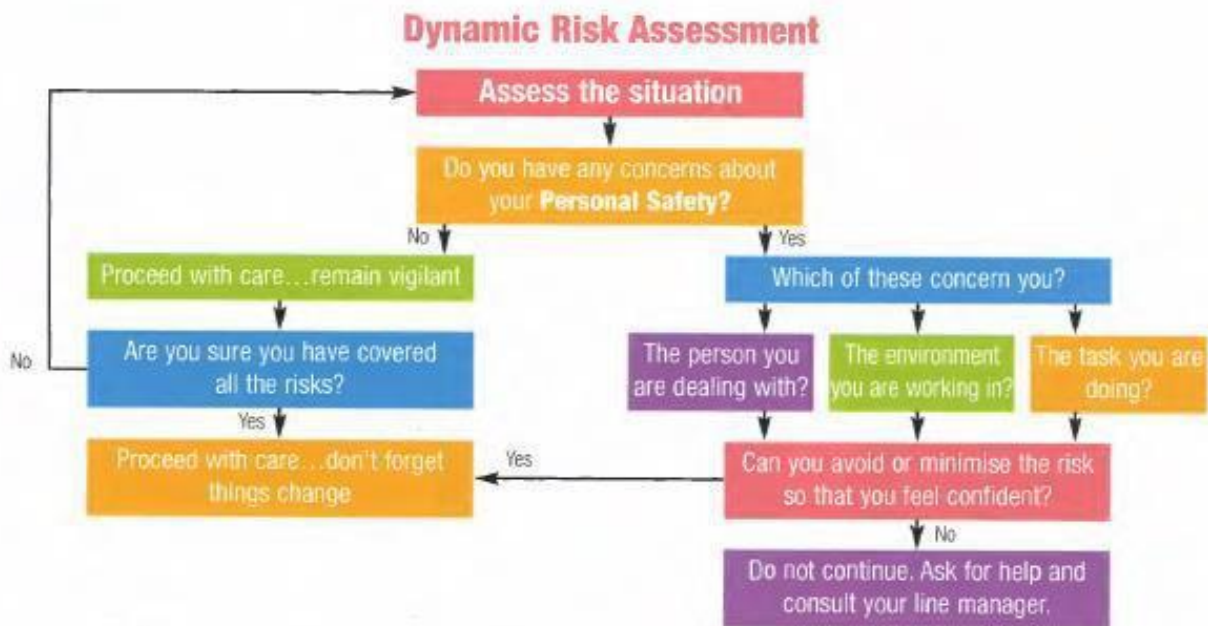 Dynamic Risk Assessment
Assess the situation
Do you have any concerns about
your Personal Safety?
No
Yes
Proceed with care...remain vigilant
Which of these concern you?
No
Are you sure you have covered
all the risks?
The person you
are dealing with?
The environment
you are working in?
The task you are
doing?
Yes
Proceed with care...don't forget
things change
Yes
Can you avoid or minimise the risk
so that you feel confident?
No
Do not continue. Ask for help and
consult your line manager.